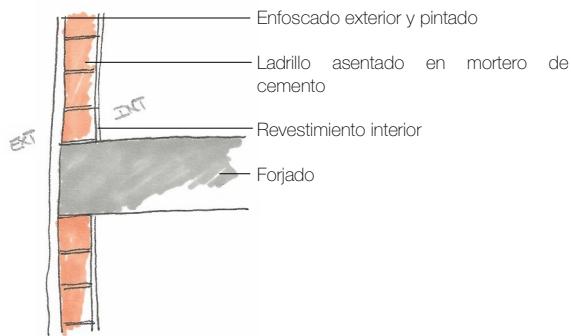 Enfoscado exterior y pintado
Ladrillo asentado en mortero de
cemento
INT
EXT
Revestimiento interior
Forjado